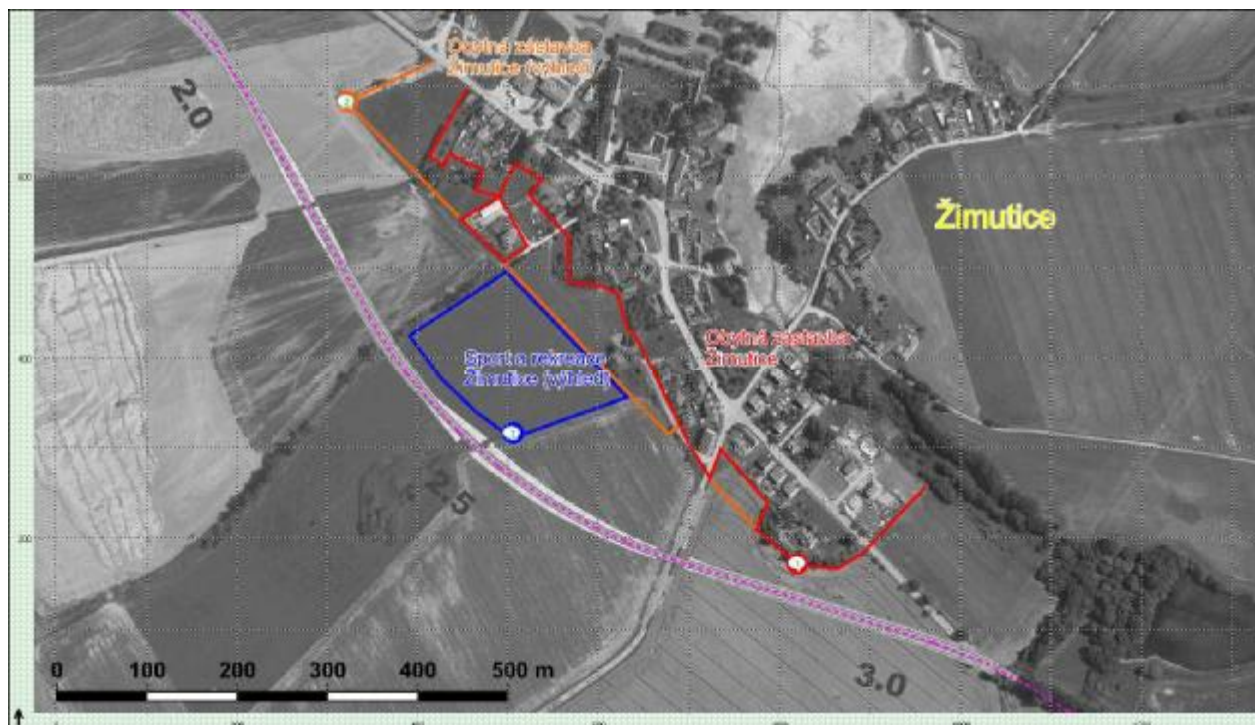 Obytná zástavba
Žimutice (výhled)
2.0
Žimutice
Obytná zástavba
Žimutice
Sport a rekreace
Žimutice (výhled)
2.5
3.0
0 100 200 300 400 500 m